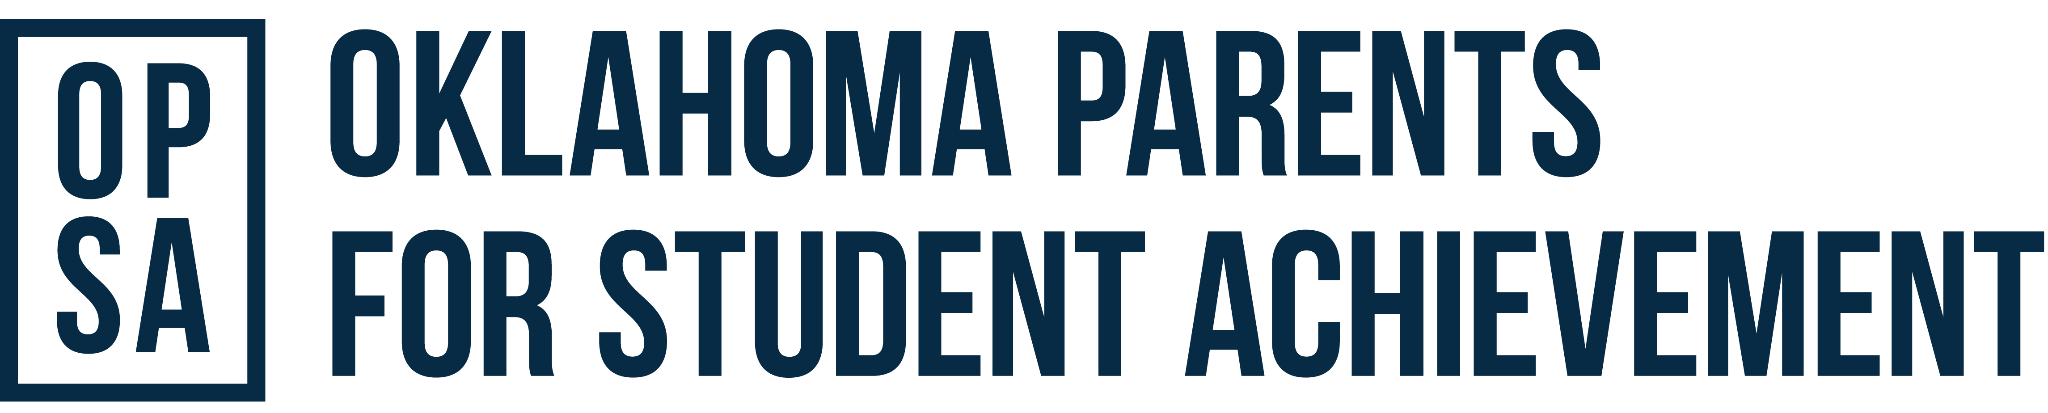 OP
SA
OKLAHOMA PARENTS
FOR STUDENT ACHIEVEMENT